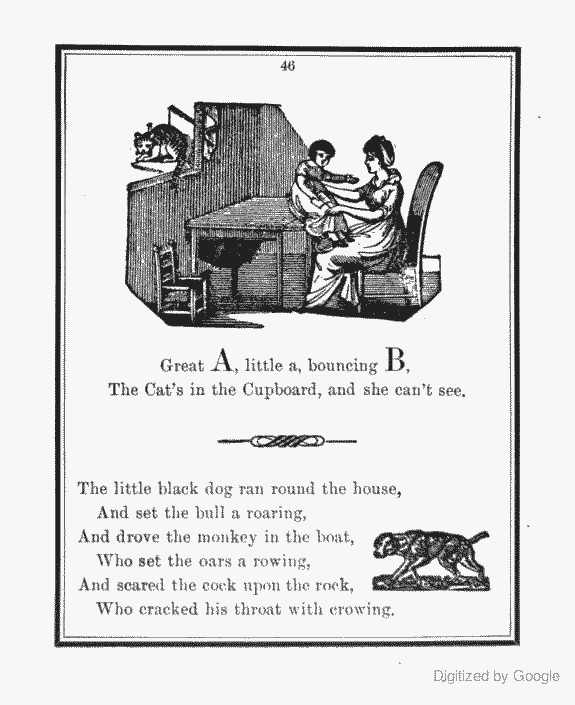 46
Great A, little a, bouncing B,
The Cat's in the Cupboard, and she can't see.
The little black dog ran round the house,
And set the bull a roaring,
And drove the monkey in the boat,
Who set the oars a rowing,
And scared the cock upon the rock,
Who cracked his throat with crowing.
Digitized by Google